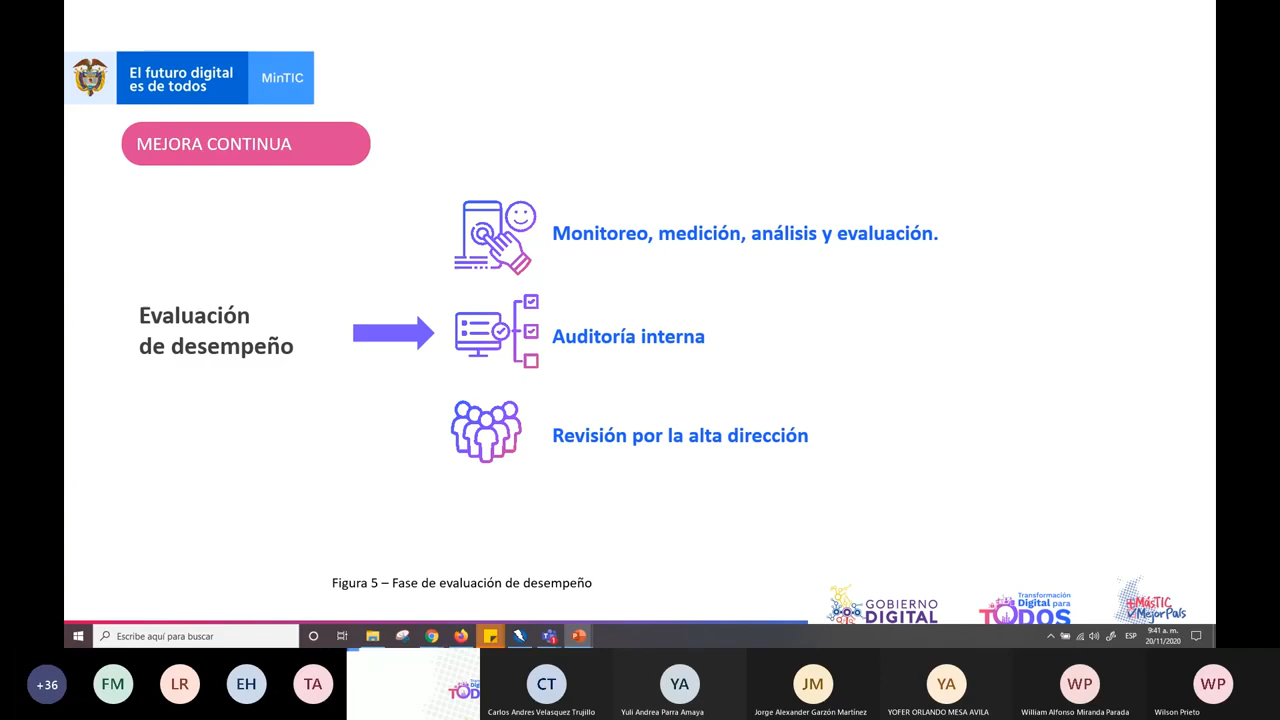 El futuro digital
es de todos
MinTIC
MEJORA CONTINUA
Monitoreo, medición, análisis y evaluación.
Evaluación
de desempeño
Auditoría interna
Revisión por la alta dirección
Figura 5 – Fase de evaluación de desempeño
GOBIERNO
DIGITAL
Transformación
Digital para
TODOS
+MásTIC
MejorPaís
Escribe aquí para buscar
ESP
9:41 a. m.
20/11/2020
+36
FM
LR
EH
TA
CT
YA
JM
YA
WP
WP
Carlos Andres Velasquez Trujillo
Yuli Andrea Parra Amaya
Jorge Alexander Garzón Martínez
YOFER ORLANDO MESA AVILA
William Alfonso Miranda Parada
Wilson Prieto